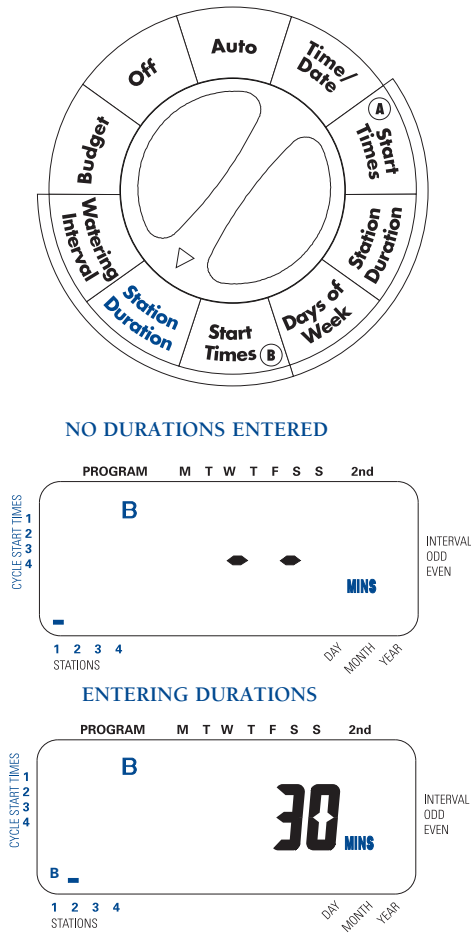 Auto
Time/
Date
A
Start
Times
Station
Duration
Days of
Week
Start
Times B
Station
Duration
Watering
Interval
Budget
Off
NO DURATIONS ENTERED
PROGRAM M T W T F S S 2nd
CYCLE START TIMES
1
2
3
4
B
- -
MINS
INTERVAL
ODD
EVEN
1 2 3 4
STATIONS
DAY MONTH YEAR
ENTERING DURATIONS
PROGRAM M T W T F S S 2nd
CYCLE START TIMES
1
2
3
4
B
30 MINS
INTERVAL
ODD
EVEN
B
1 2 3 4
STATIONS
DAY MONTH YEAR